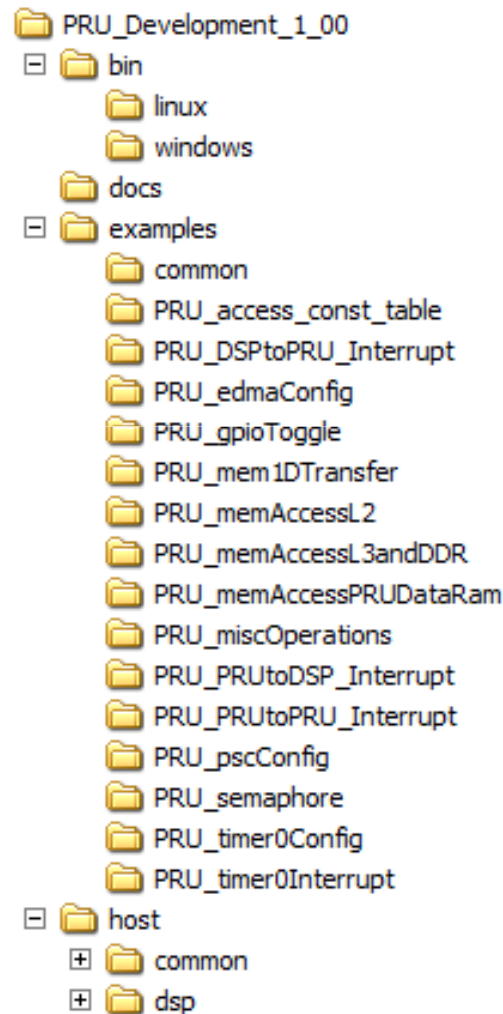 PRU_Development_1_00
bin
linux
windows
docs
examples
common
PRU_access_const_table
PRU_DSPtoPRU_Interrupt
PRU_edmaConfig
PRU_gpioToggle
PRU_mem1DTransfer
PRU_memAccessL2
PRU_memAccessL3andDDR
PRU_memAccessPRUDataRam
PRU_miscOperations
PRU_PRUtoDSP_Interrupt
PRU_PRUtoPRU_Interrupt
PRU_pscConfig
PRU_semaphore
PRU_timer0Config
PRU_timer0Interrupt
host
common
dsp